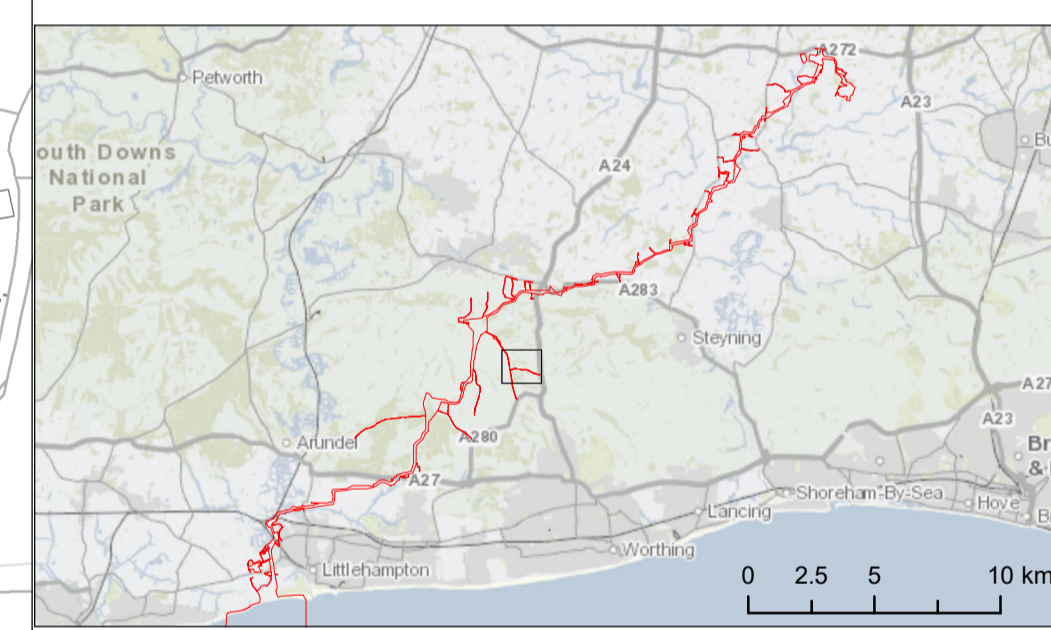 A272
Petworth
A23
Bu
outh Downs
National
Park
A24
A283
Steyning
A27
A23
Arundel
A280
Br
&
A27
Shoreham-By-Sea
Hove
B
Lancing
Worthing
Littlehampton
0 2.5 5 10 km